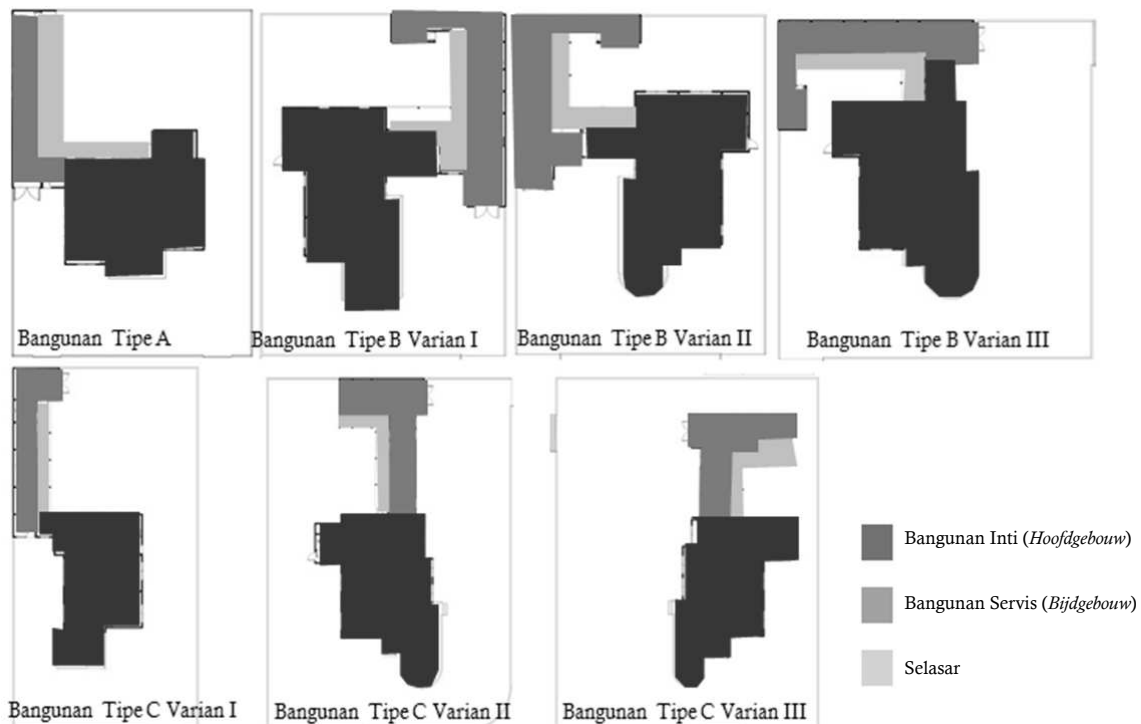 Bangunan Tipe A
Bangunan Tipe B Varian I
Bangunan Tipe B Varian II
Bangunan Tipe B Varian III
Bangunan Tipe C Varian I
Bangunan Tipe C Varian II
Bangunan Tipe C Varian III
Bangunan Inti (Hoofdgebouw)
Bangunan Servis (Bijdgebouw)
Selasar